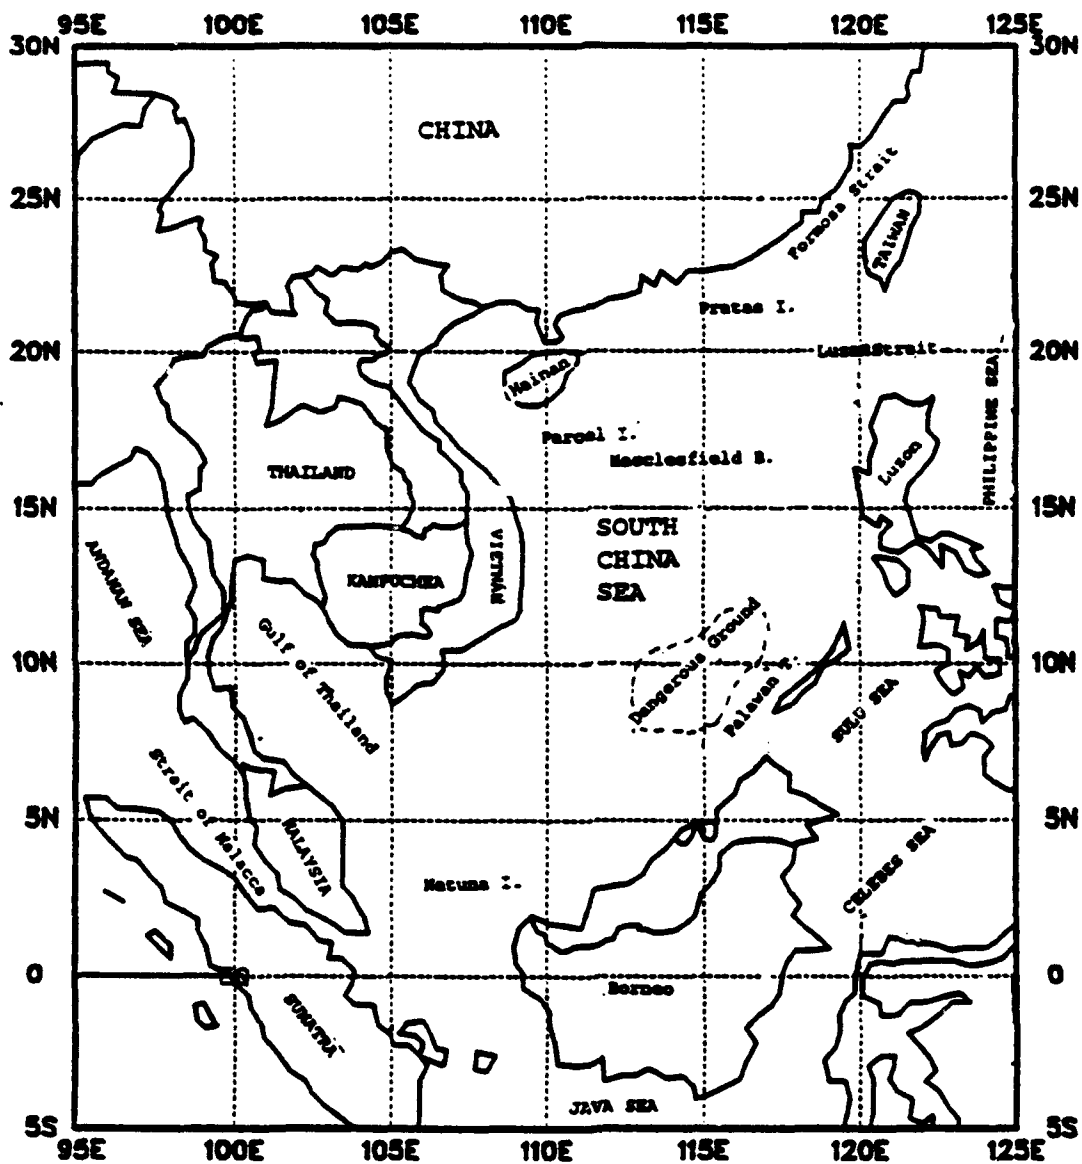 95E 100E 105E 110E 115E 120E 125E
30N 30N
CHINA
Formosa Strait
25N 25N
TAIWAN
Pratas I.
20N Luzon Strait 20N
Hainan
PHILIPPINE SEA
Parcel I.
Macclesfield B.
THAILAND
Luzon
15N 15N
SOUTH
CHINA
SEA
VIETNAM
ANDAMAN SEA
KAMPUCHEA
Gulf of Thailand
Dangerous Ground
10N 10N
Palawan I.
SULU SEA
Strait of Malacca
5N 5N
MALAYSIA
CELEBES SEA
Natuna I.
0 0
Borneo
SUMATRA
JAVA SEA
5S 5S
95E 100E 105E 110E 115E 120E 125E